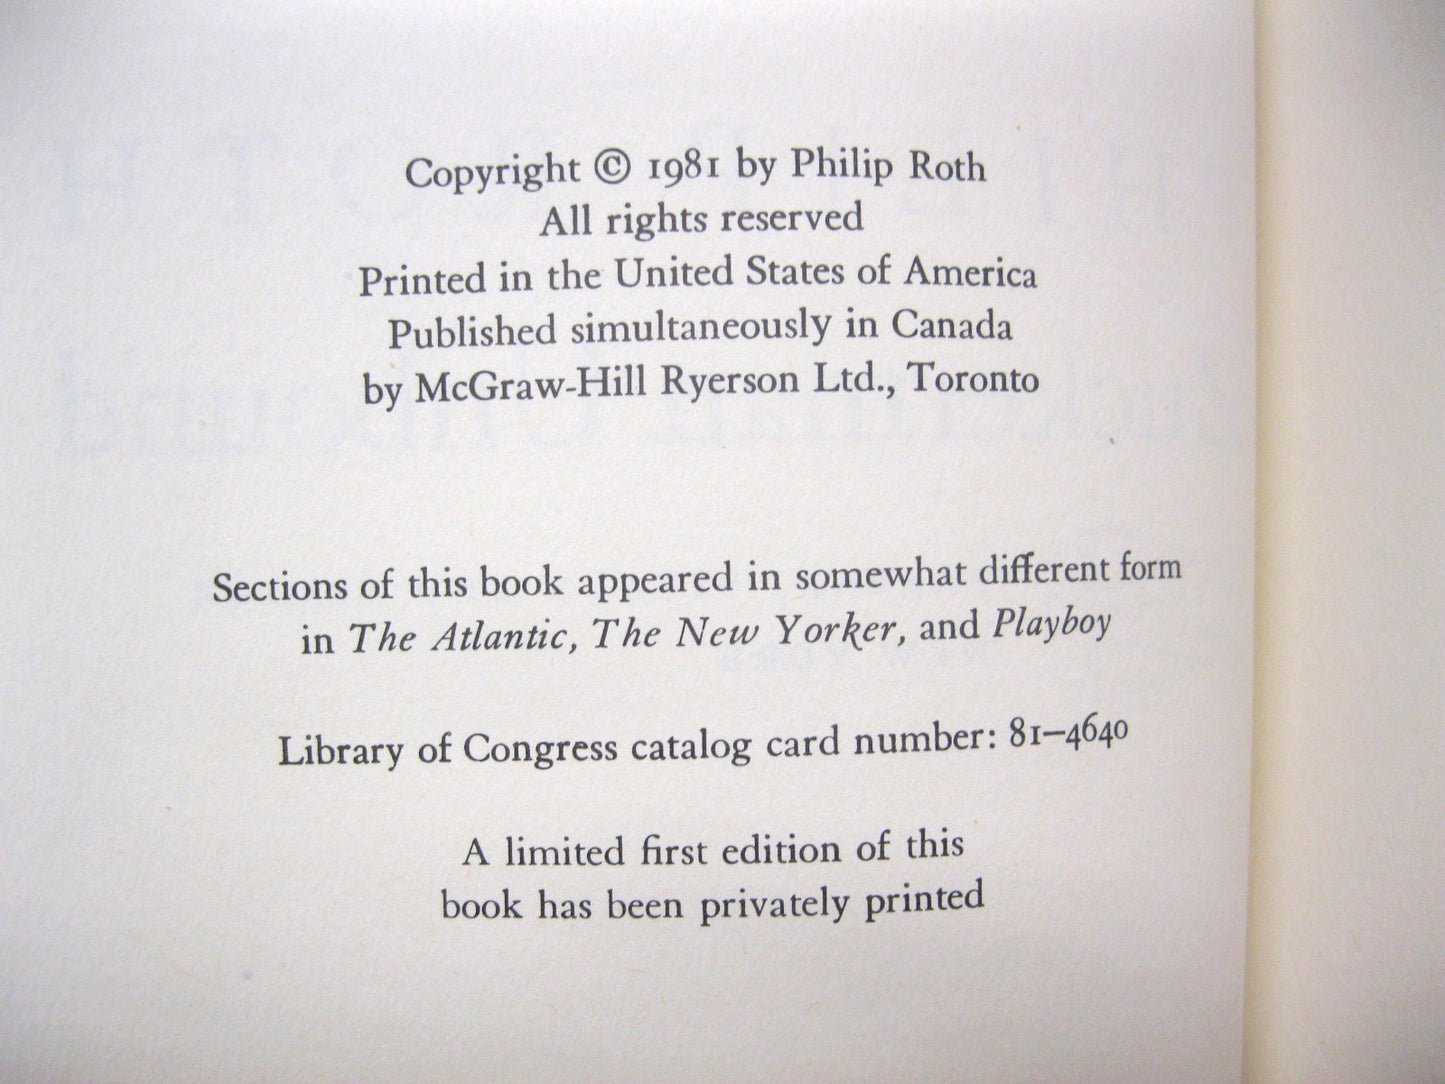 Copyright © 1981 by Philip Roth
All rights reserved
Printed in the United States of America
Published simultaneously in Canada
by McGraw-Hill Ryerson Ltd., Toronto
Sections of this book appeared in somewhat different form
in The Atlantic, The New Yorker, and Playboy
Library of Congress catalog card number: 81–4640
A limited first edition of this
book has been privately printed